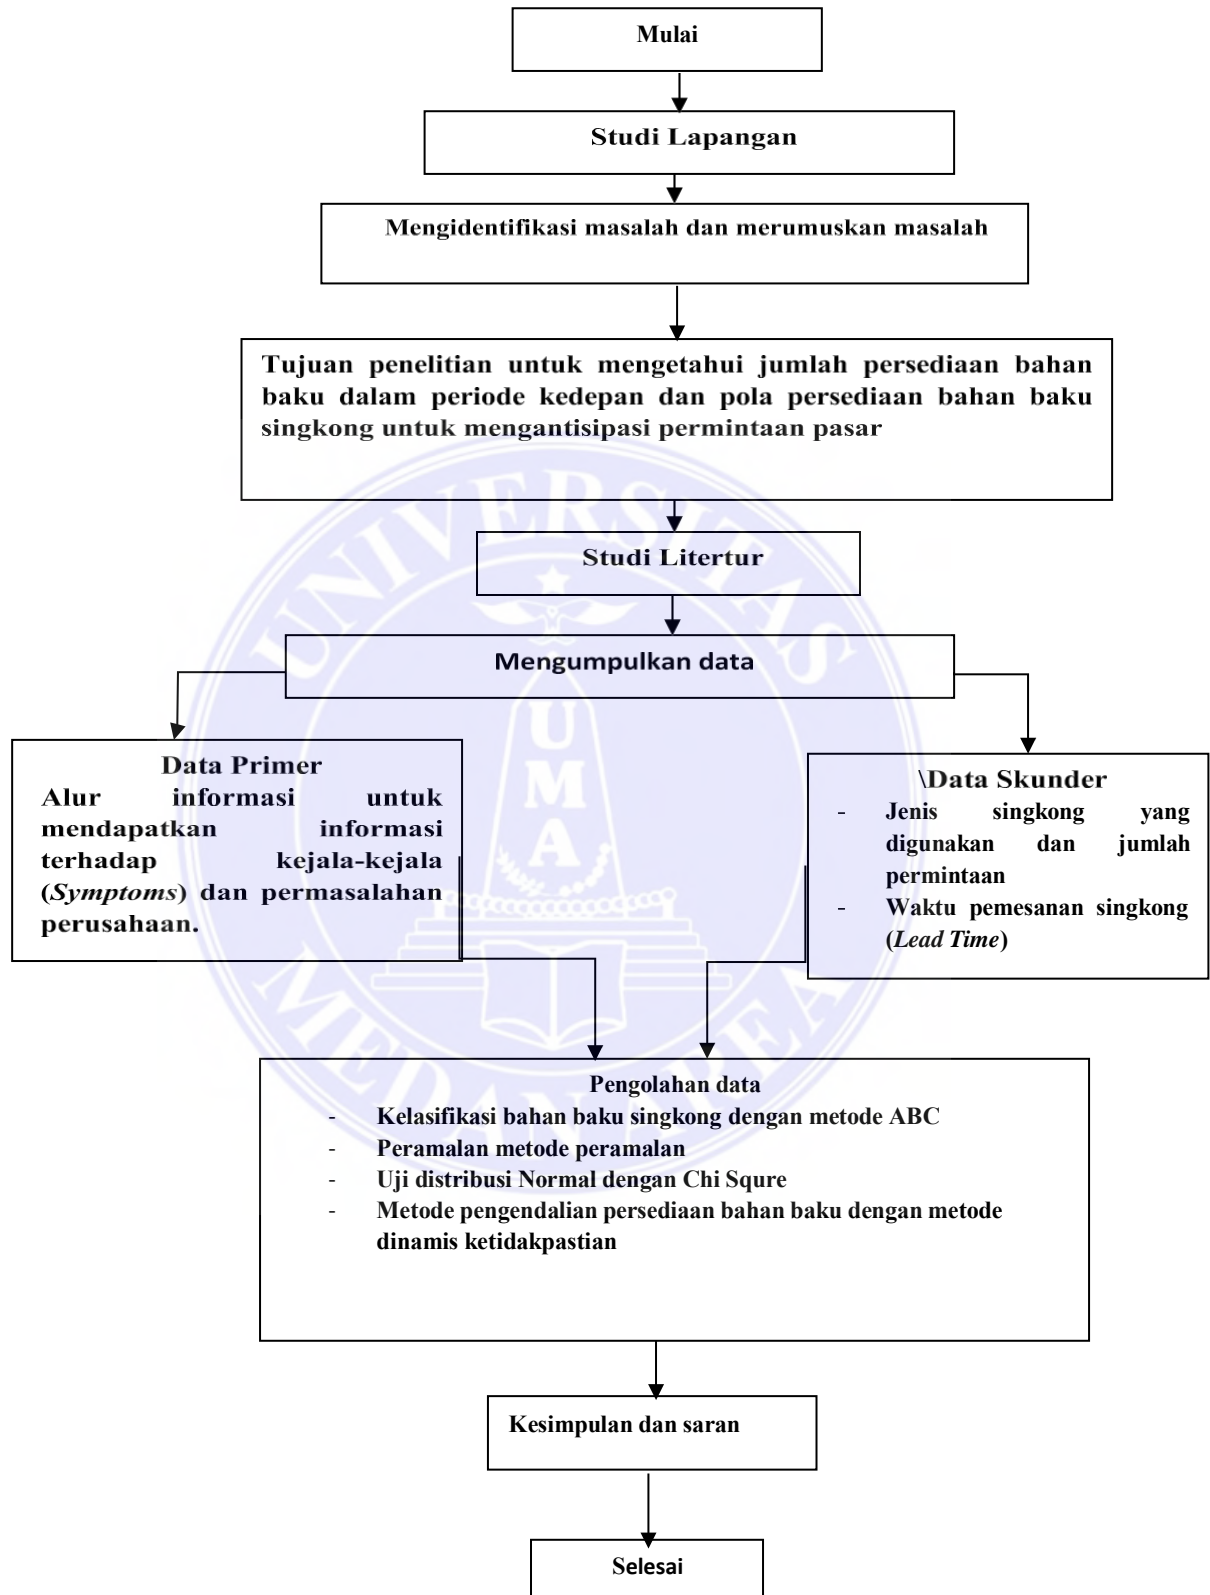 Mulai
Studi Lapangan
Mengidentifikasi masalah dan merumuskan masalah
Tujuan penelitian untuk mengetahui jumlah persediaan bahan
baku dalam periode kedepan dan pola persediaan bahan baku
singkong untuk mengantisipasi permintaan pasar
Studi Litertur
Mengumpulkan data
Data Primer
Alur informasi untuk
mendapatkan informasi
terhadap kejala-kejala
(Symptoms) dan permasalahan
perusahaan.
\Data Skunder
- Jenis singkong yang
digunakan dan jumlah
permintaan
- Waktu pemesanan singkong
(Lead Time)
Pengolahan data
- Kelasifikasi bahan baku singkong dengan metode ABC
- Peramalan metode peramalan
- Uji distribusi Normal dengan Chi Squre
- Metode pengendalian persediaan bahan baku dengan metode
dinamis ketidakpastian
Kesimpulan dan saran
Selesai
UNIVERSITAS
UMA
MEDAN AREA